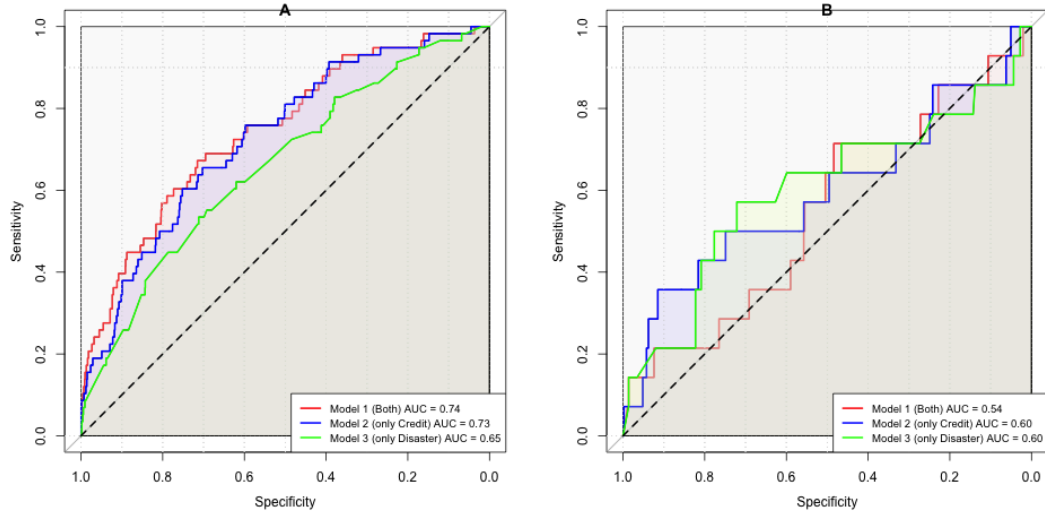 A
1.0
0.8
0.6
0.4
0.2
0.0
Sensitivity
Model 1 (Both) AUC = 0.74
Model 2 (only Credit) AUC = 0.73
Model 3 (only Disaster) AUC = 0.65
1.0 0.8 0.6 0.4 0.2 0.0
Specificity
B
1.0
0.8
0.6
0.4
0.2
0.0
Sensitivity
Model 1 (Both) AUC = 0.54
Model 2 (only Credit) AUC = 0.60
Model 3 (only Disaster) AUC = 0.60
1.0 0.8 0.6 0.4 0.2 0.0
Specificity